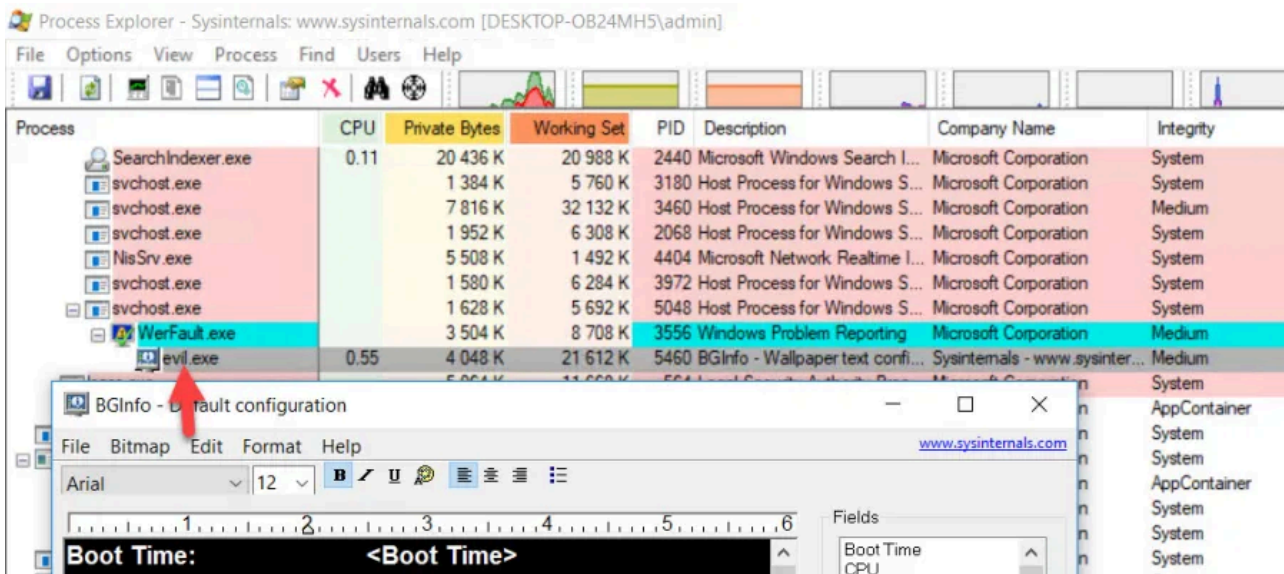 Process Explorer - Sysinternals: www.sysinternals.com [DESKTOP-OB24MH5\admin]
File Options View Process Find Users Help
Process CPU Private Bytes Working Set PID Description Company Name Integrity
SearchIndexer.exe 0.11 20 436 K 20 988 K 2440 Microsoft Windows Search I... Microsoft Corporation System
svchost.exe 1 384 K 5 760 K 3180 Host Process for Windows S... Microsoft Corporation System
svchost.exe 7 816 K 32 132 K 3460 Host Process for Windows S... Microsoft Corporation Medium
svchost.exe 1 952 K 6 308 K 2068 Host Process for Windows S... Microsoft Corporation System
NisSrv.exe 5 508 K 1 492 K 4404 Microsoft Network Realtime I... Microsoft Corporation System
svchost.exe 1 580 K 6 284 K 3972 Host Process for Windows S... Microsoft Corporation System
svchost.exe 1 628 K 5 692 K 5048 Host Process for Windows S... Microsoft Corporation System
WerFault.exe 3 504 K 8 708 K 3556 Windows Problem Reporting Microsoft Corporation Medium
evil.exe 0.55 4 048 K 21 612 K 5460 BGInfo - Wallpaper text confi... Sysinternals - www.sysinter... Medium
System
BGInfo - Default configuration
AppContainer
System
File Bitmap Edit Format Help www.sysinternals.com
System
Arial 12 B I U
AppContainer
System
1 2 3 4 5 6 Fields
System
Boot Time: <Boot Time> Boot Time
System
CPU